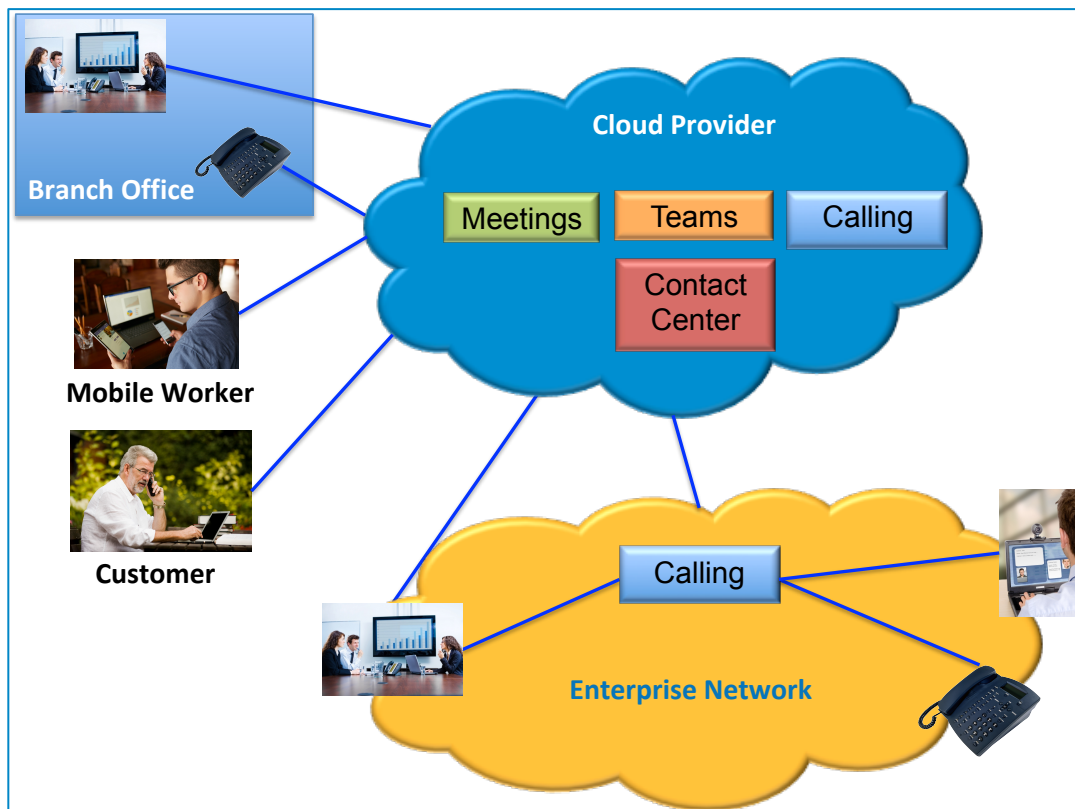 Cloud Provider
Branch Office
Meetings
Teams
Calling
Contact
Center
Mobile Worker
Customer
Calling
Enterprise Network